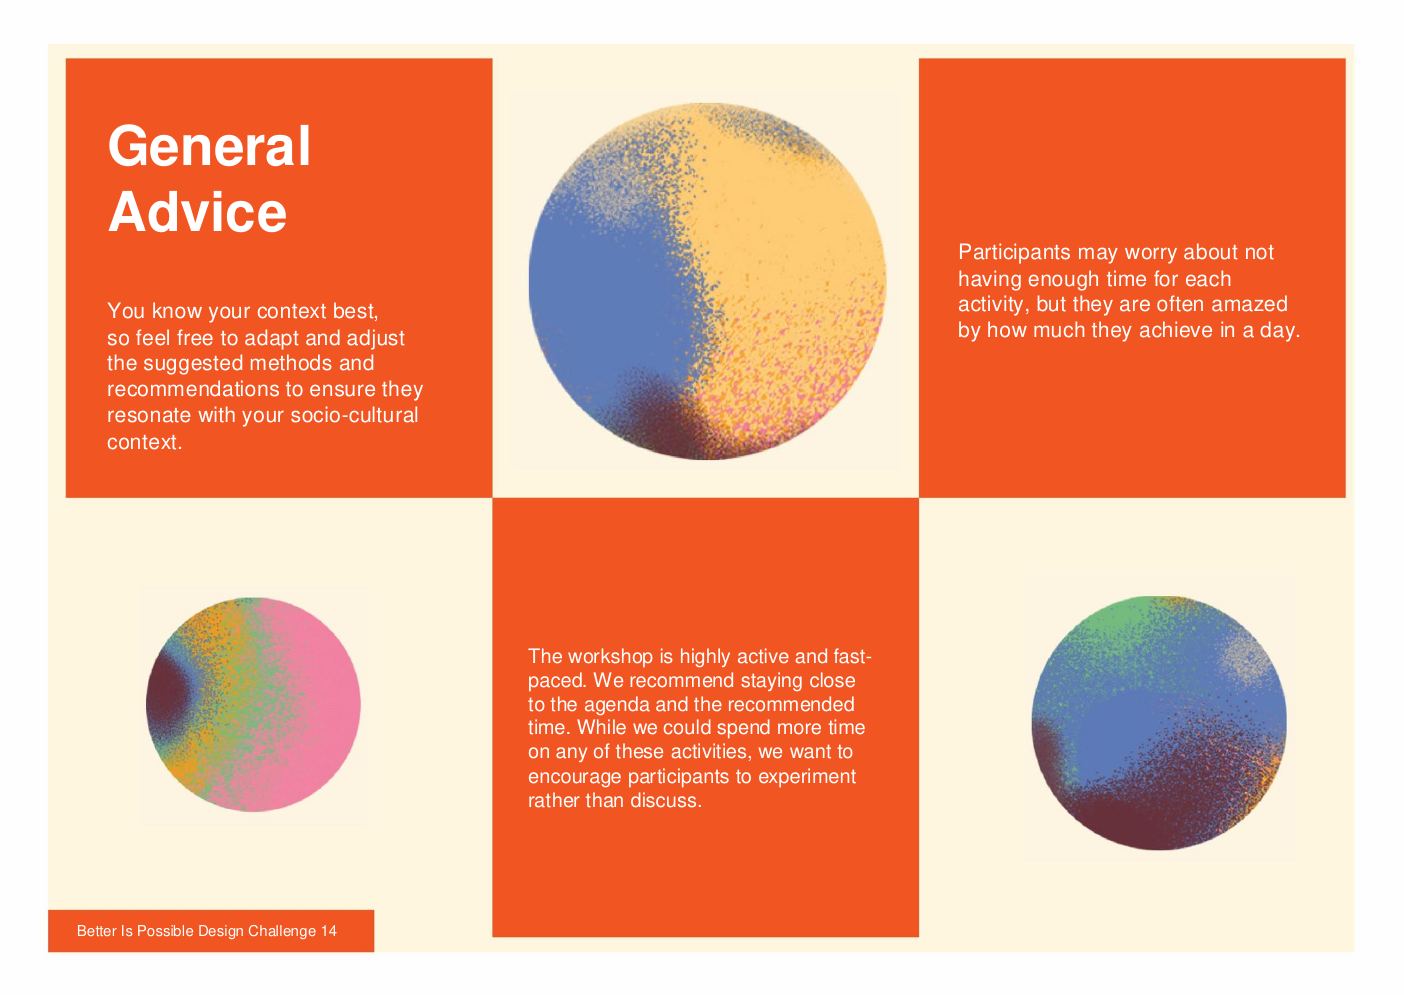 General
Advice
You know your context best,
so feel free to adapt and adjust
the suggested methods and
recommendations to ensure they
resonate with your socio-cultural
context.
Participants may worry about not
having enough time for each
activity, but they are often amazed
by how much they achieve in a day.
The workshop is highly active and fast-
paced. We recommend staying close
to the agenda and the recommended
time. While we could spend more time
on any of these activities, we want to
encourage participants to experiment
rather than discuss.
Better Is Possible Design Challenge 14